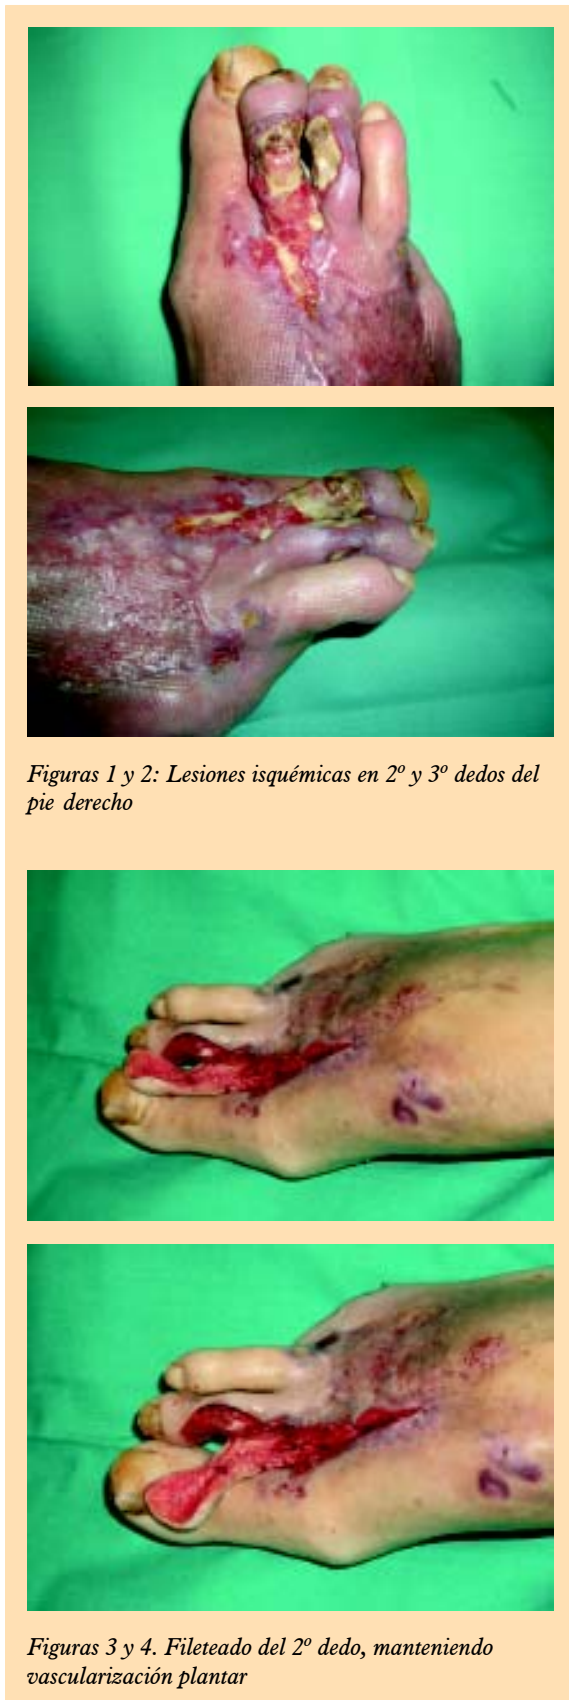 Figuras 1 y 2: Lesiones isquémicas en 2º y 3º dedos del
pie derecho
Figuras 3 y 4. Fileteado del 2º dedo, manteniendo
vascularización plantar